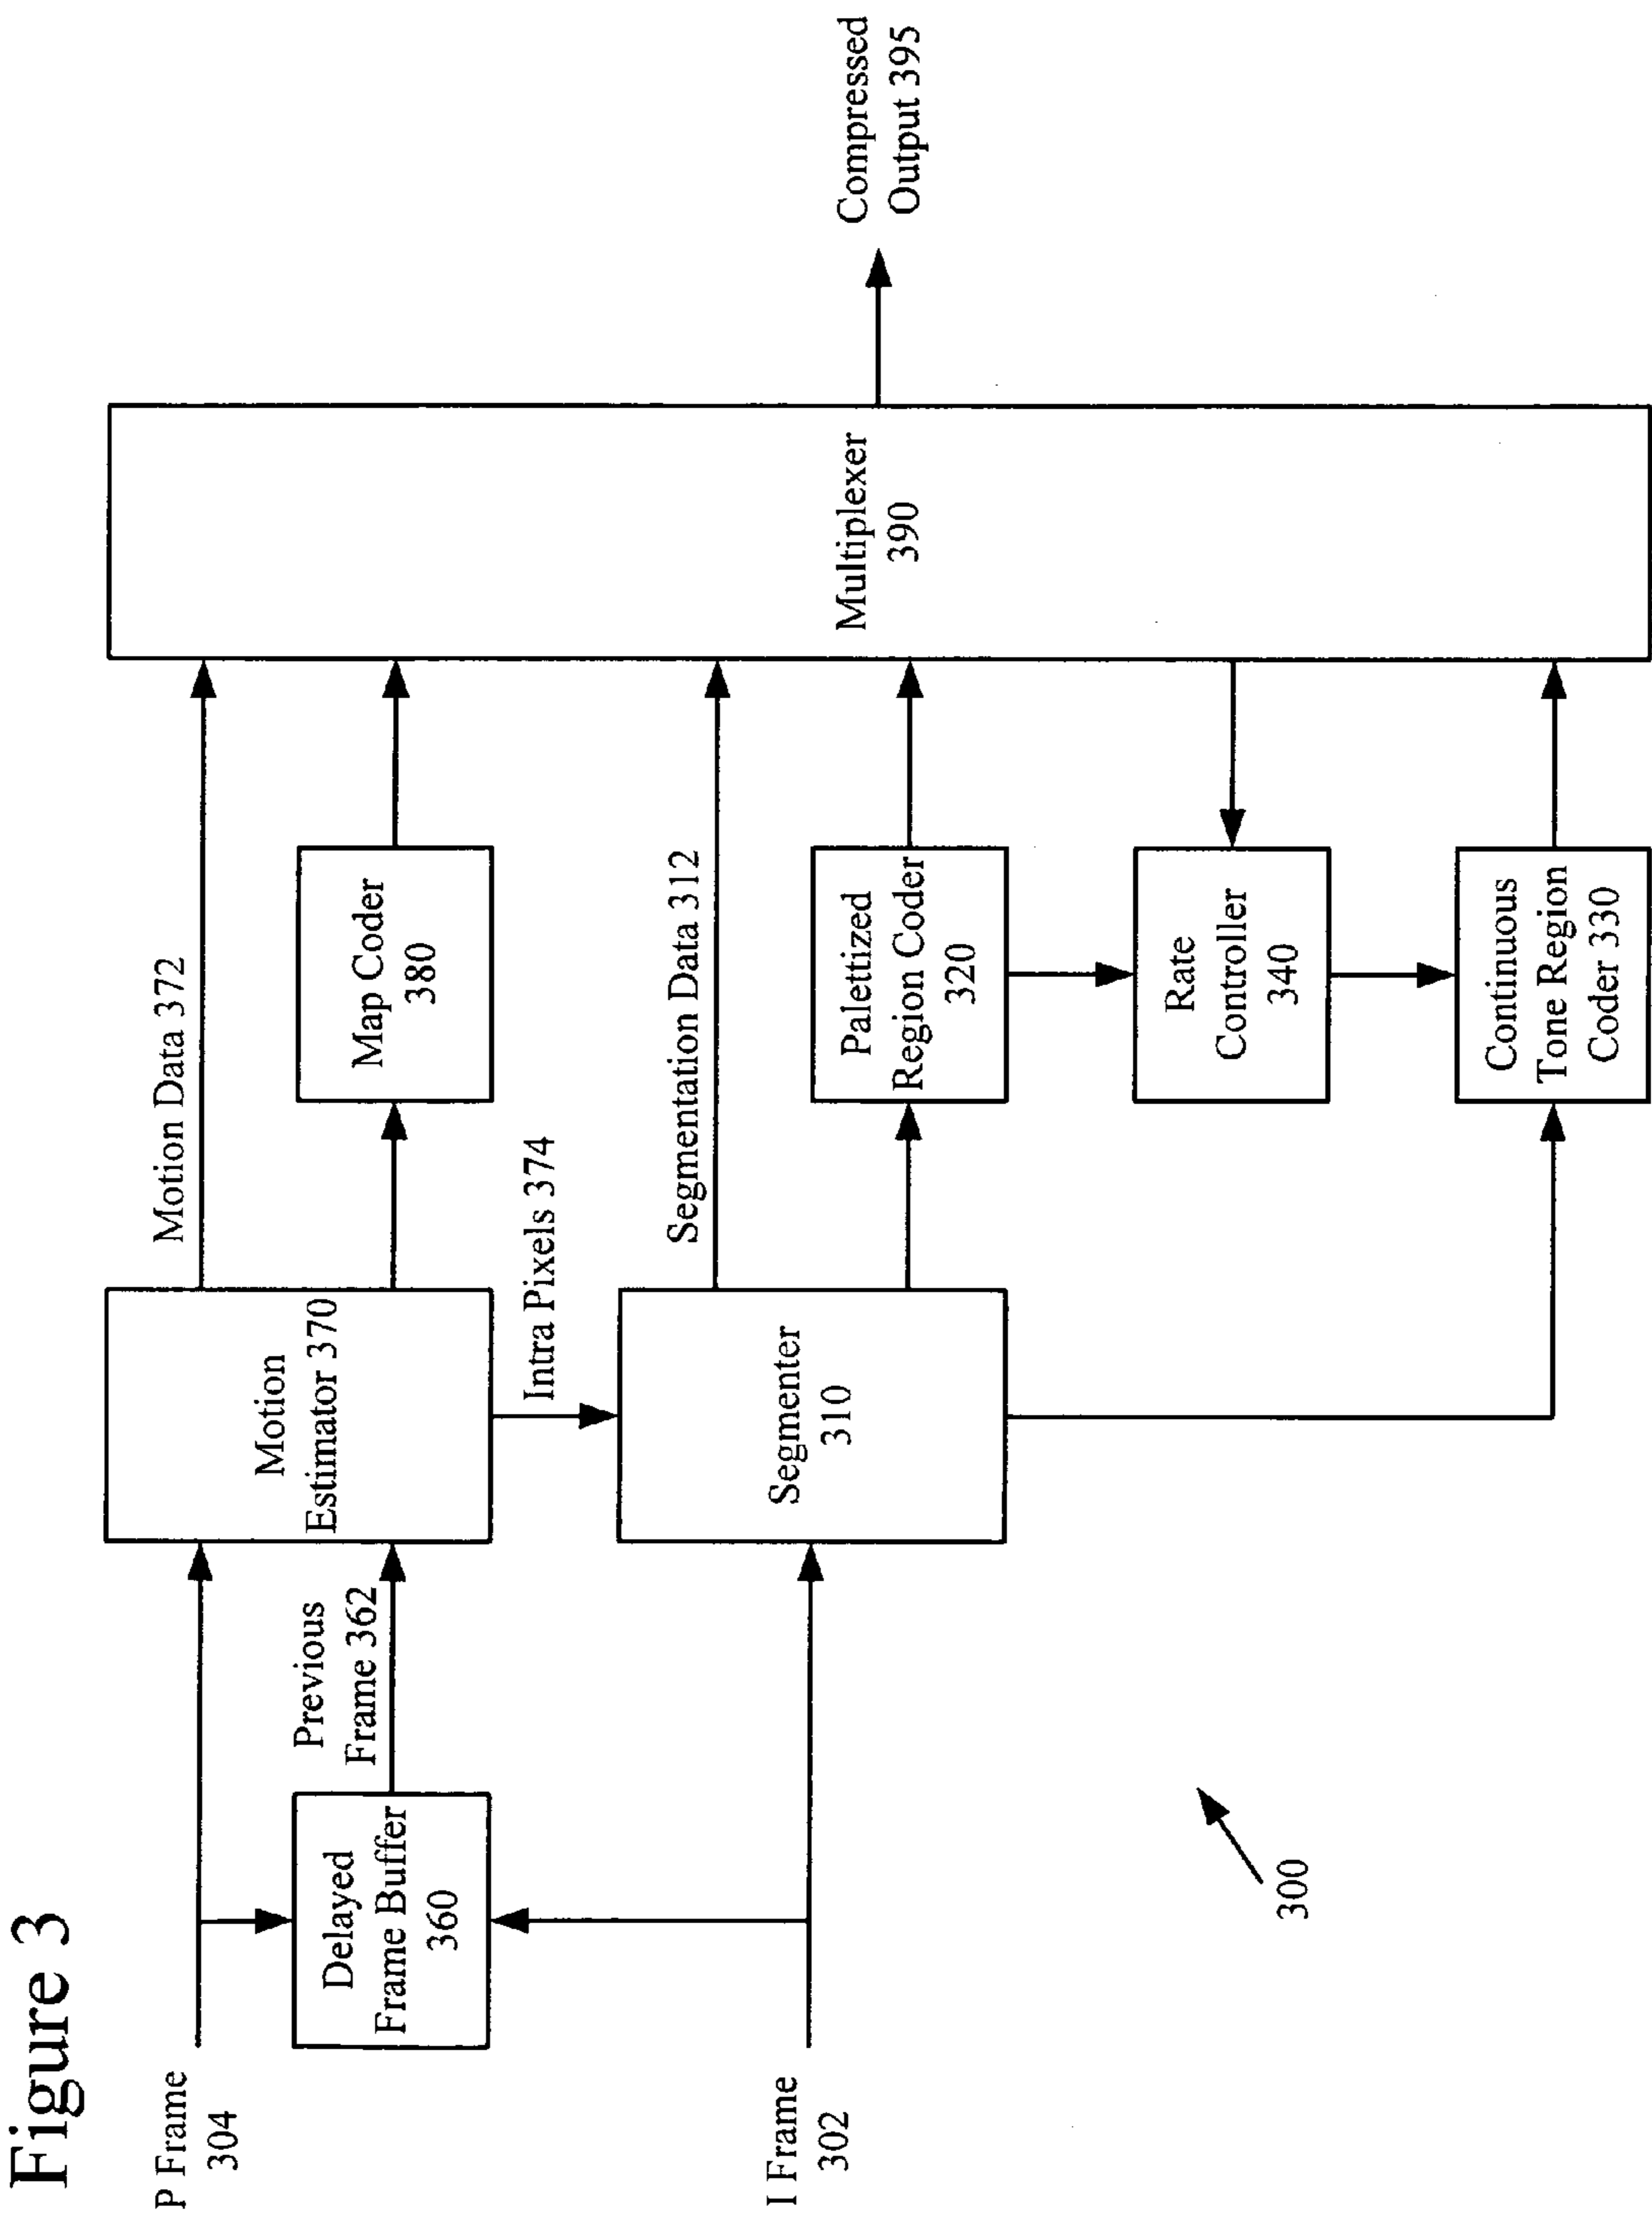 Figure 3
P Frame
304
Delayed
Frame Buffer
360
Previous
Frame 362
Motion
Estimator 370
Motion Data 372
Map Coder
380
Intra Pixels 374
I Frame
302
Segmenter
310
Segmentation Data 312
Palettized
Region Coder
320
Rate
Controller
340
Continuous
Tone Region
Coder 330
Multiplexer
390
Compressed
Output 395
300